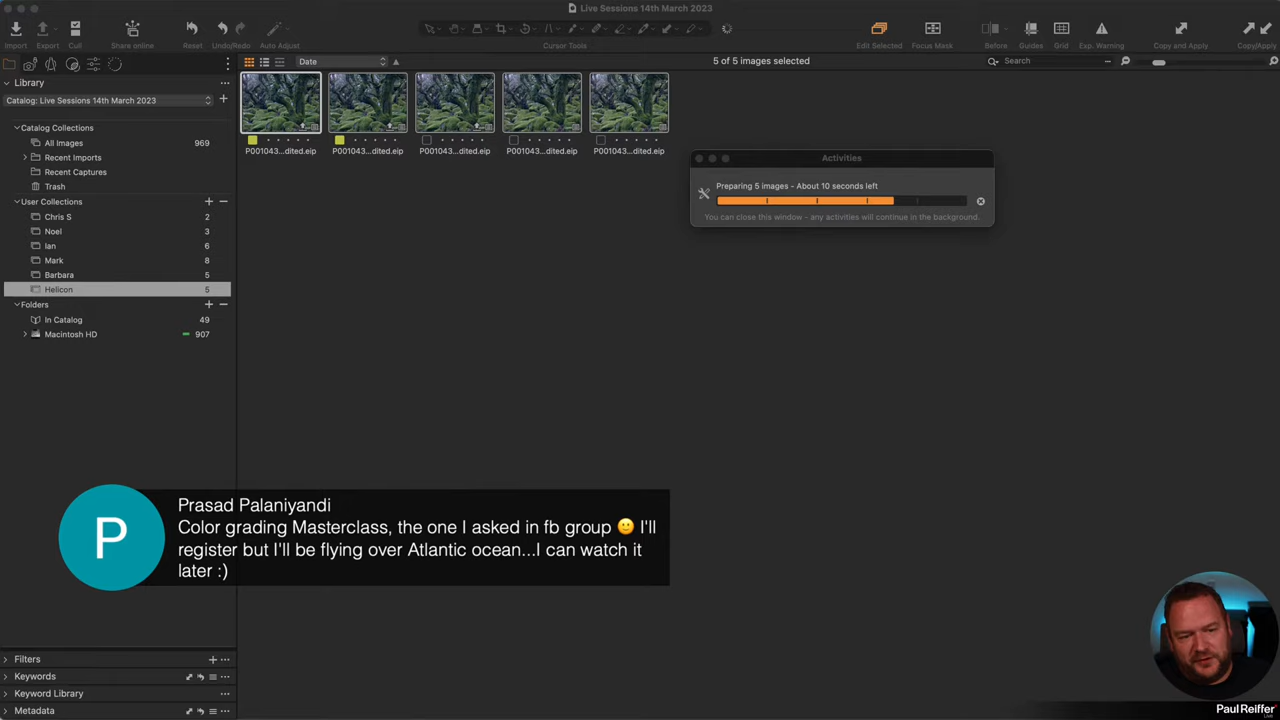 Live Sessions 14th March 2023
Import
Export
Cull
Share online
Reset
Undo/Redo
Auto Adjust
Cursor Tools
Edit Selected
Focus Mask
Before
Guides
Grid
Exp. Warning
Copy and Apply
Copy/Apply
Library
Date
5 of 5 images selected
Search
Catalog: Live Sessions 14th March 2023
Catalog Collections
All Images 969
Recent Imports
Recent Captures
Trash
User Collections
Chris S 2
Noel 3
Ian 6
Mark 8
Barbara 5
Helicon 5
Folders
In Catalog 49
Macintosh HD 907
P001043...dited.eip
P001043...dited.eip
P001043...dited.eip
P001043...dited.eip
P001043...dited.eip
Activities
Preparing 5 images - About 10 seconds left
You can close this window - any activities will continue in the background.
P
Prasad Palaniyandi
Color grading Masterclass, the one I asked in fb group 🙂 I'll
register but I'll be flying over Atlantic ocean...I can watch it
later :)
Filters
Keywords
Keyword Library
Metadata
Paul Reiffer
Live